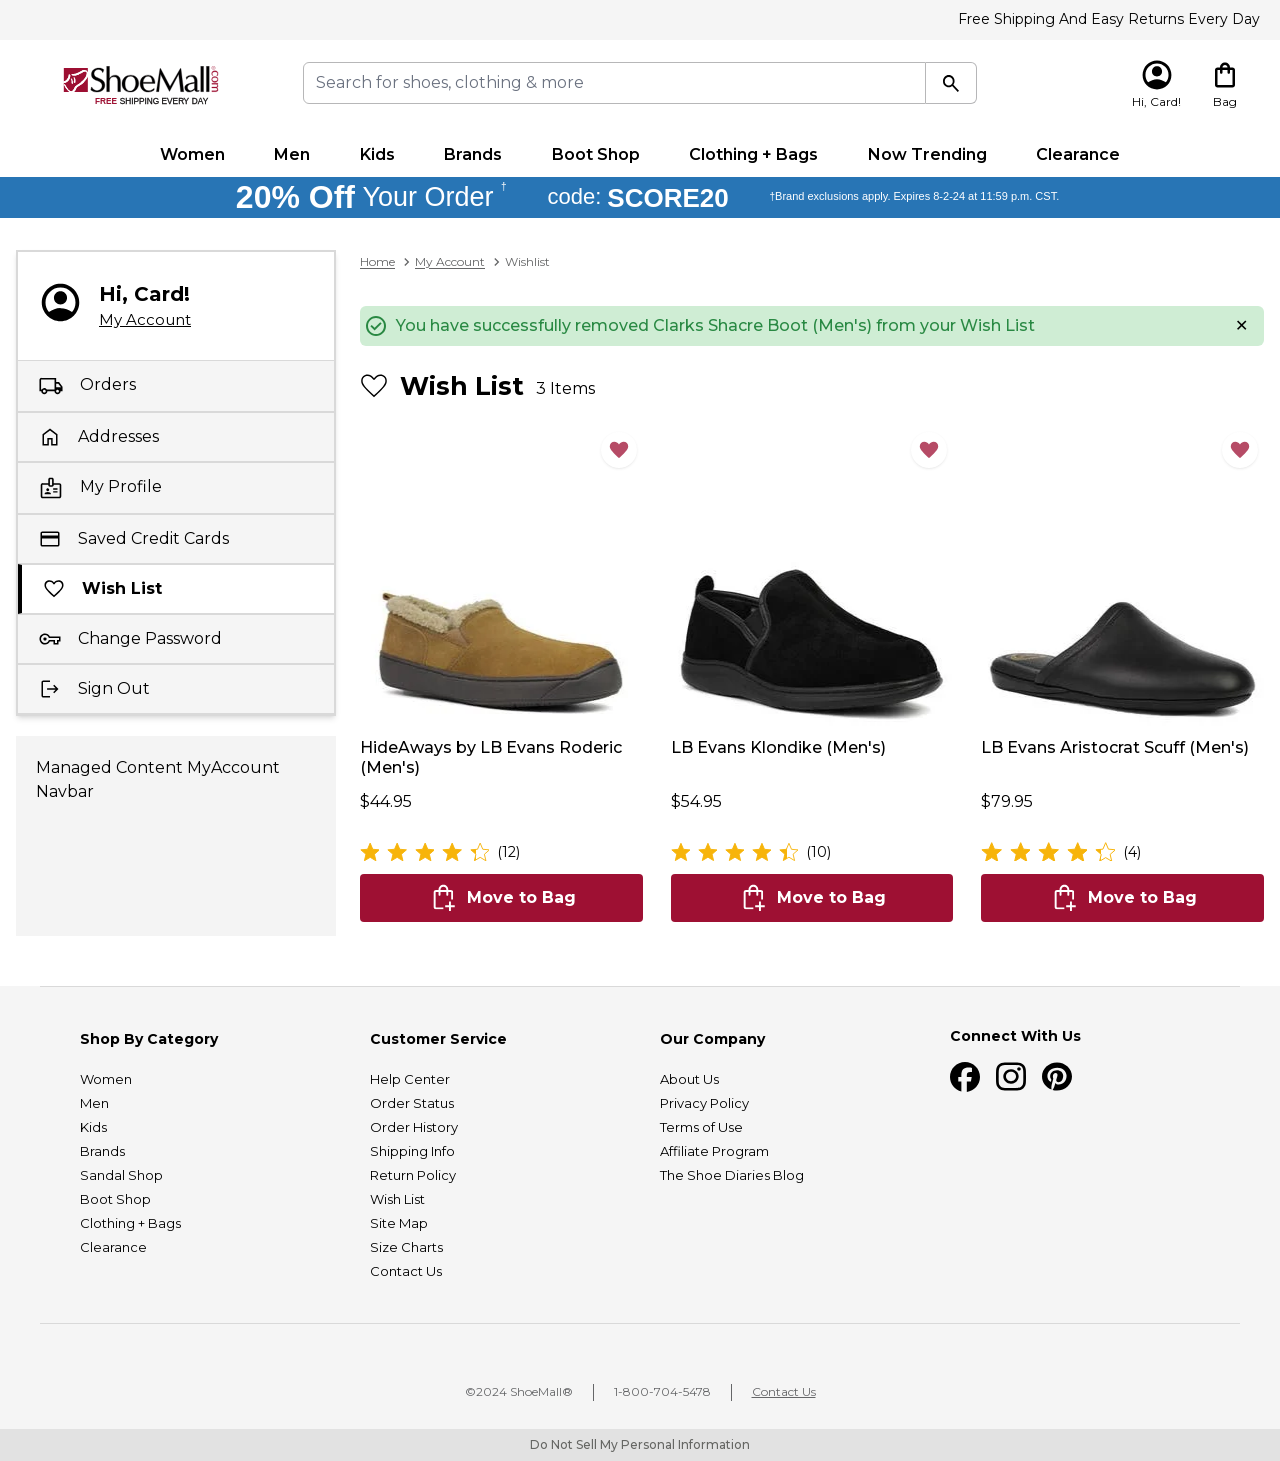 Free Shipping And Easy Returns Every Day
ShoeMall.com
FREE SHIPPING EVERY DAY
Search for shoes, clothing & more
Hi, Card!
Bag
Women Men Kids Brands Boot Shop Clothing + Bags Now Trending Clearance
20% Off Your Order † code: SCORE20 †Brand exclusions apply. Expires 8-2-24 at 11:59 p.m. CST.
Hi, Card!
My Account
Orders
Addresses
My Profile
Saved Credit Cards
Wish List
Change Password
Sign Out
Managed Content MyAccount
Navbar
Home My Account Wishlist
You have successfully removed Clarks Shacre Boot (Men's) from your Wish List
Wish List 3 Items
HideAways by LB Evans Roderic
(Men's)
$44.95
(12)
Move to Bag
LB Evans Klondike (Men's)
$54.95
(10)
Move to Bag
LB Evans Aristocrat Scuff (Men's)
$79.95
(4)
Move to Bag
Shop By Category
Women
Men
Kids
Brands
Sandal Shop
Boot Shop
Clothing + Bags
Clearance
Customer Service
Help Center
Order Status
Order History
Shipping Info
Return Policy
Wish List
Site Map
Size Charts
Contact Us
Our Company
About Us
Privacy Policy
Terms of Use
Affiliate Program
The Shoe Diaries Blog
Connect With Us
©2024 ShoeMall® 1-800-704-5478 Contact Us
Do Not Sell My Personal Information